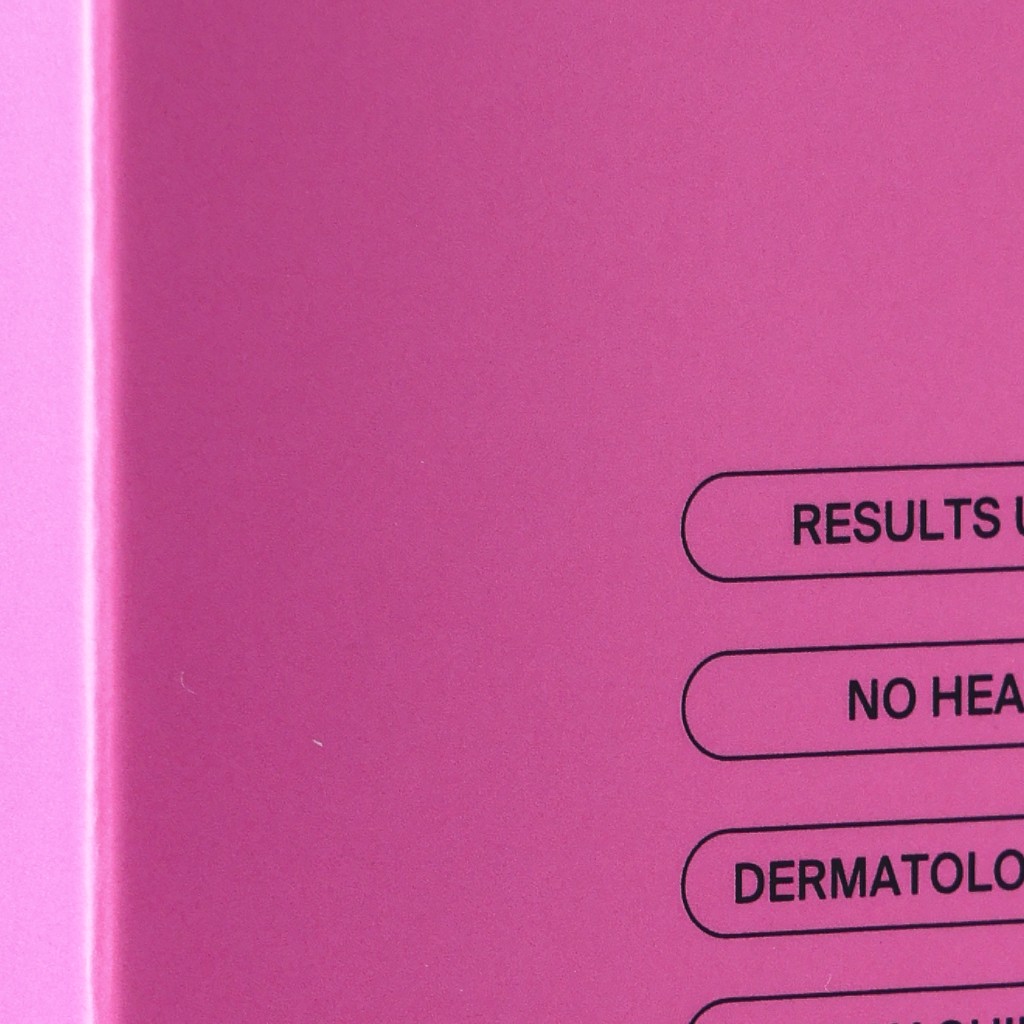 RESULTS
NO HEA
DERMATOLO